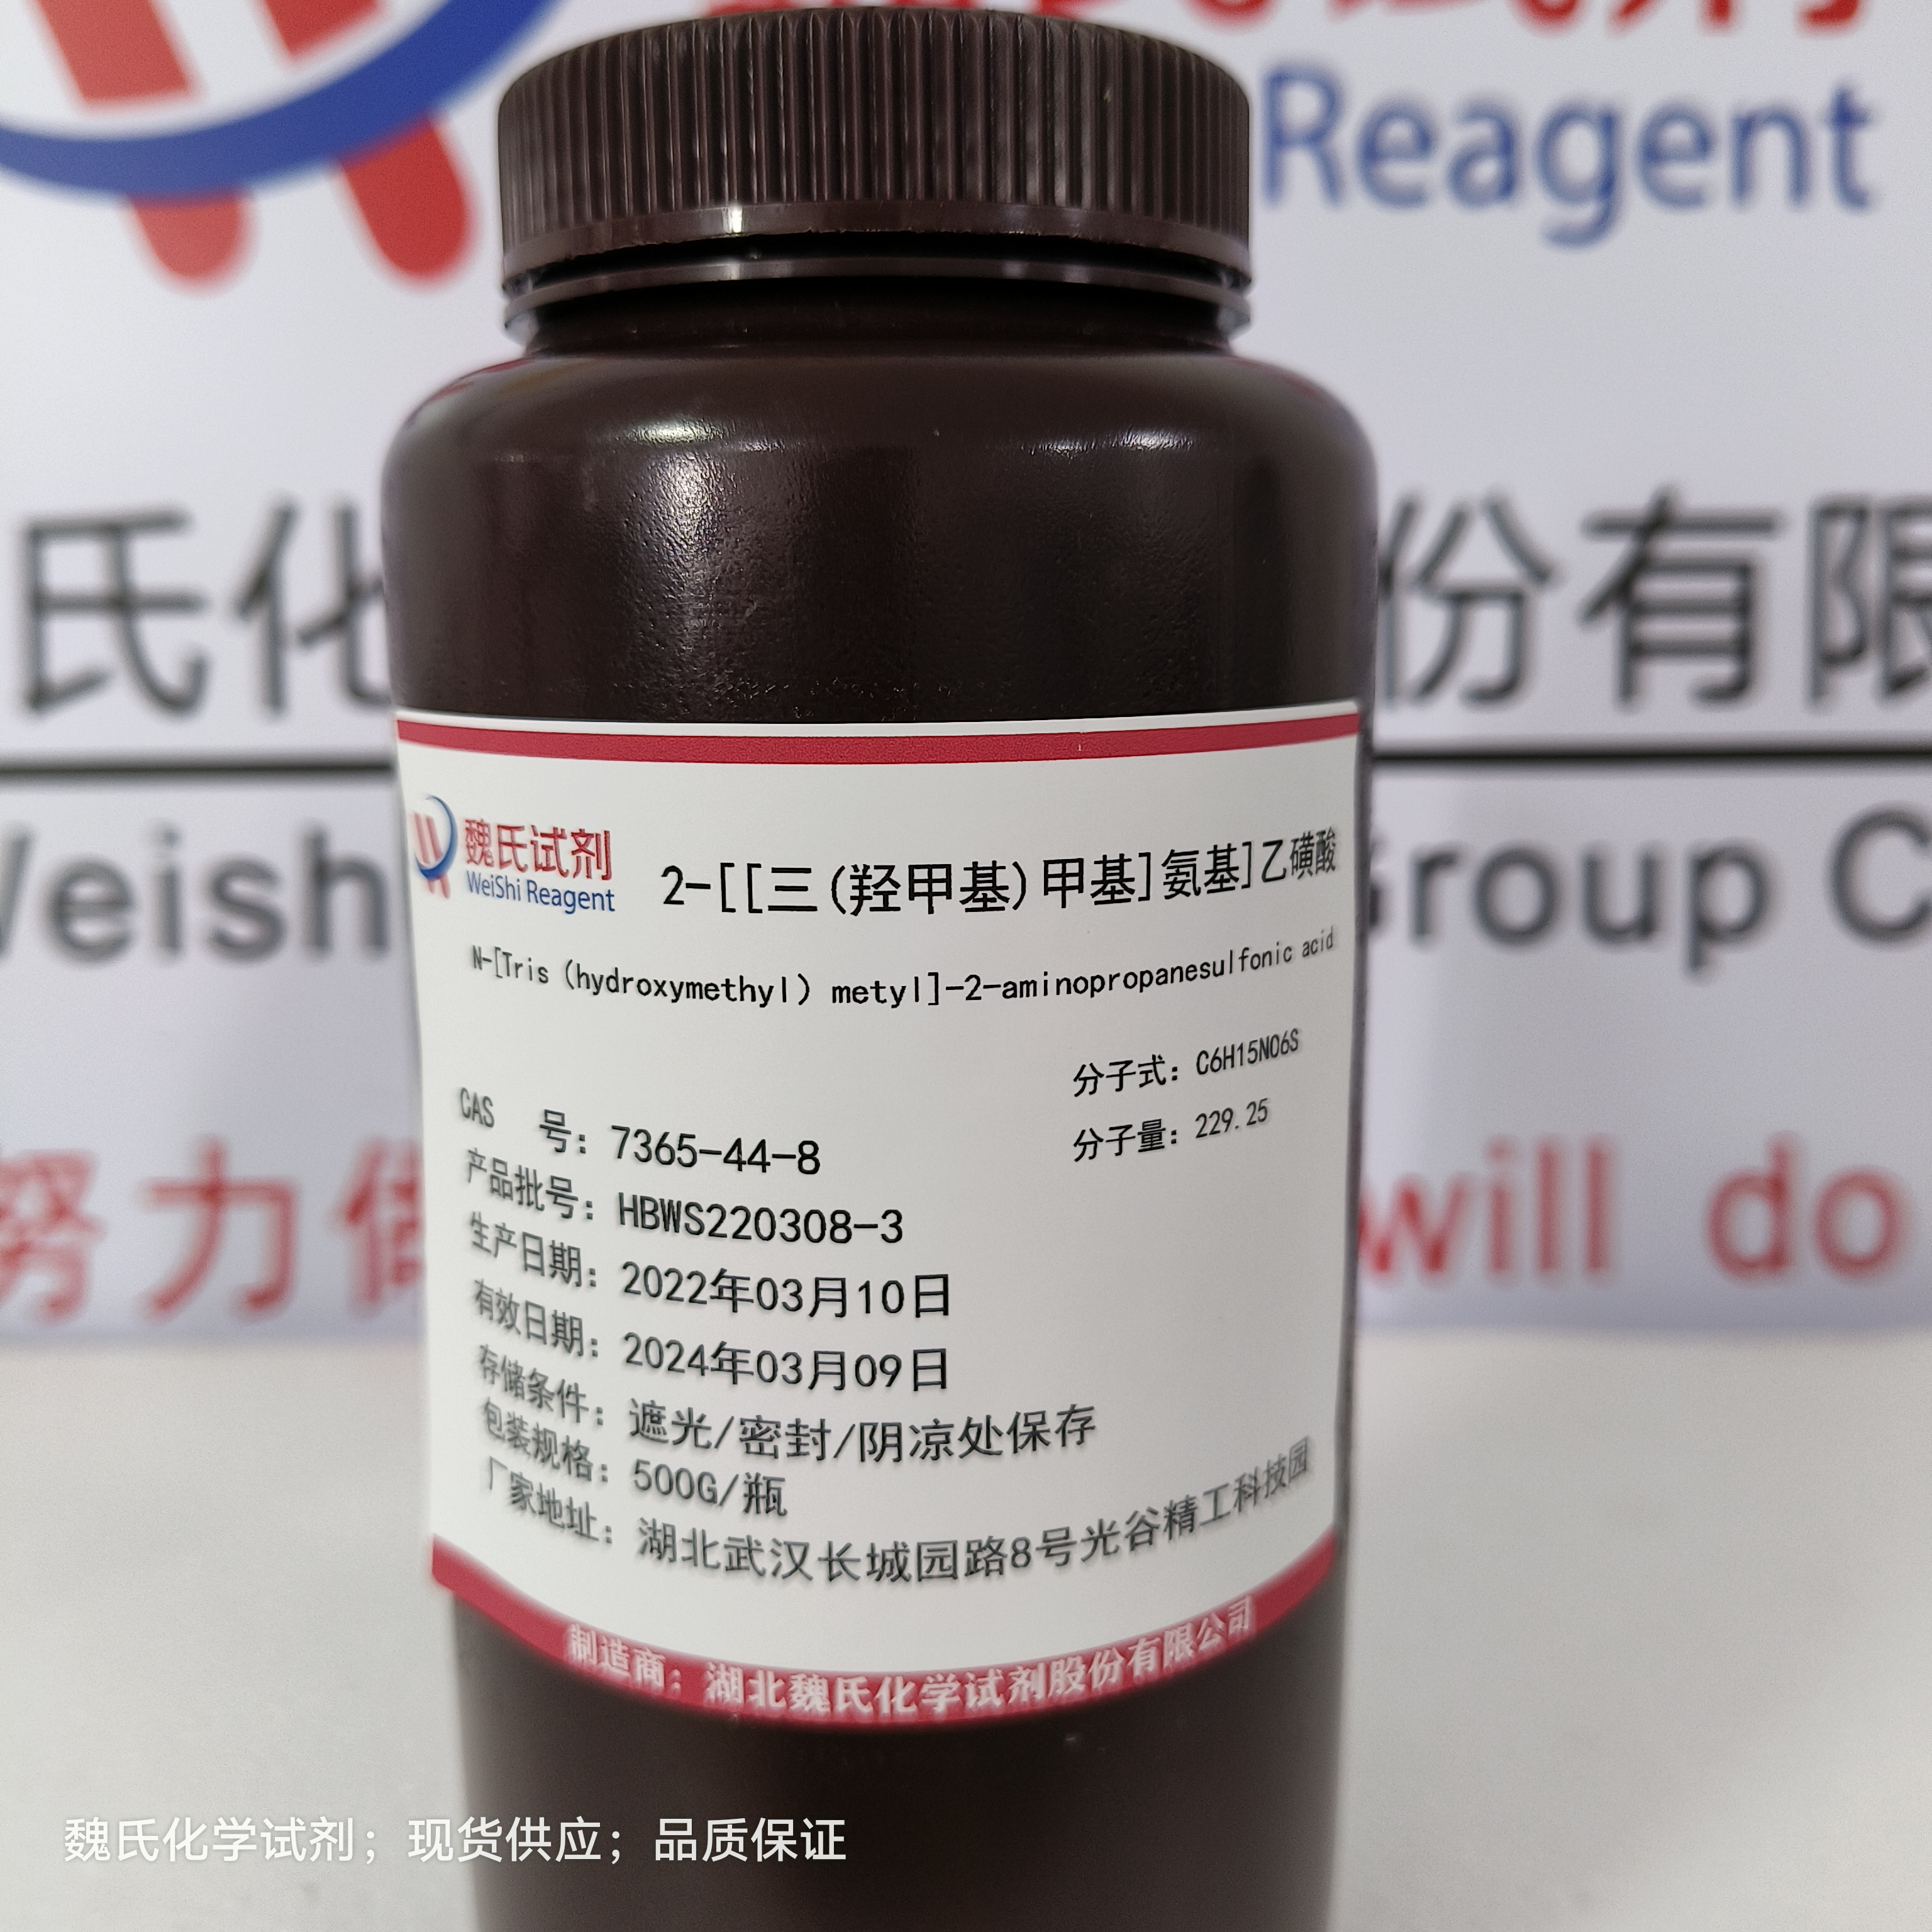 Reagent
氏化
份有限
Weish
Group C
努力
will do
魏氏试剂
WeiShi Reagent
2-[[三(羟甲基)甲基]氨基]乙磺酸
N-[Tris (hydroxymethyl) metyl]-2-aminopropanesulfonic acid
分子式: C6H15NO6S
分子量: 229.25
CAS 号: 7365-44-8
产品批号: HBWS220308-3
生产日期: 2022年03月10日
有效日期: 2024年03月09日
存储条件: 遮光/密封/阴凉处保存
包装规格: 500G/瓶
厂家地址: 湖北武汉长城园路8号光谷精工科技园
制造商: 湖北魏氏化学试剂股份有限公司
魏氏化学试剂；现货供应；品质保证